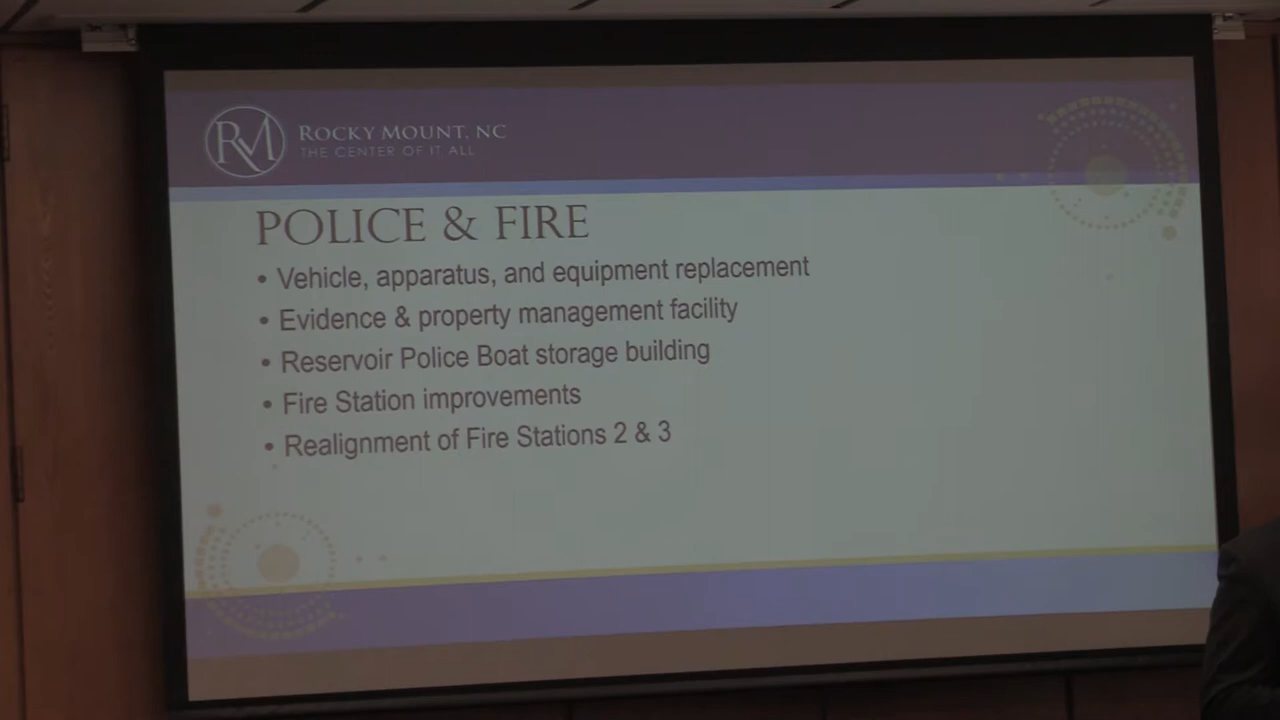 RM ROCKY MOUNT, NC
THE CENTER OF IT ALL
POLICE & FIRE
• Vehicle, apparatus, and equipment replacement
• Evidence & property management facility
• Reservoir Police Boat storage building
• Fire Station improvements
• Realignment of Fire Stations 2 & 3